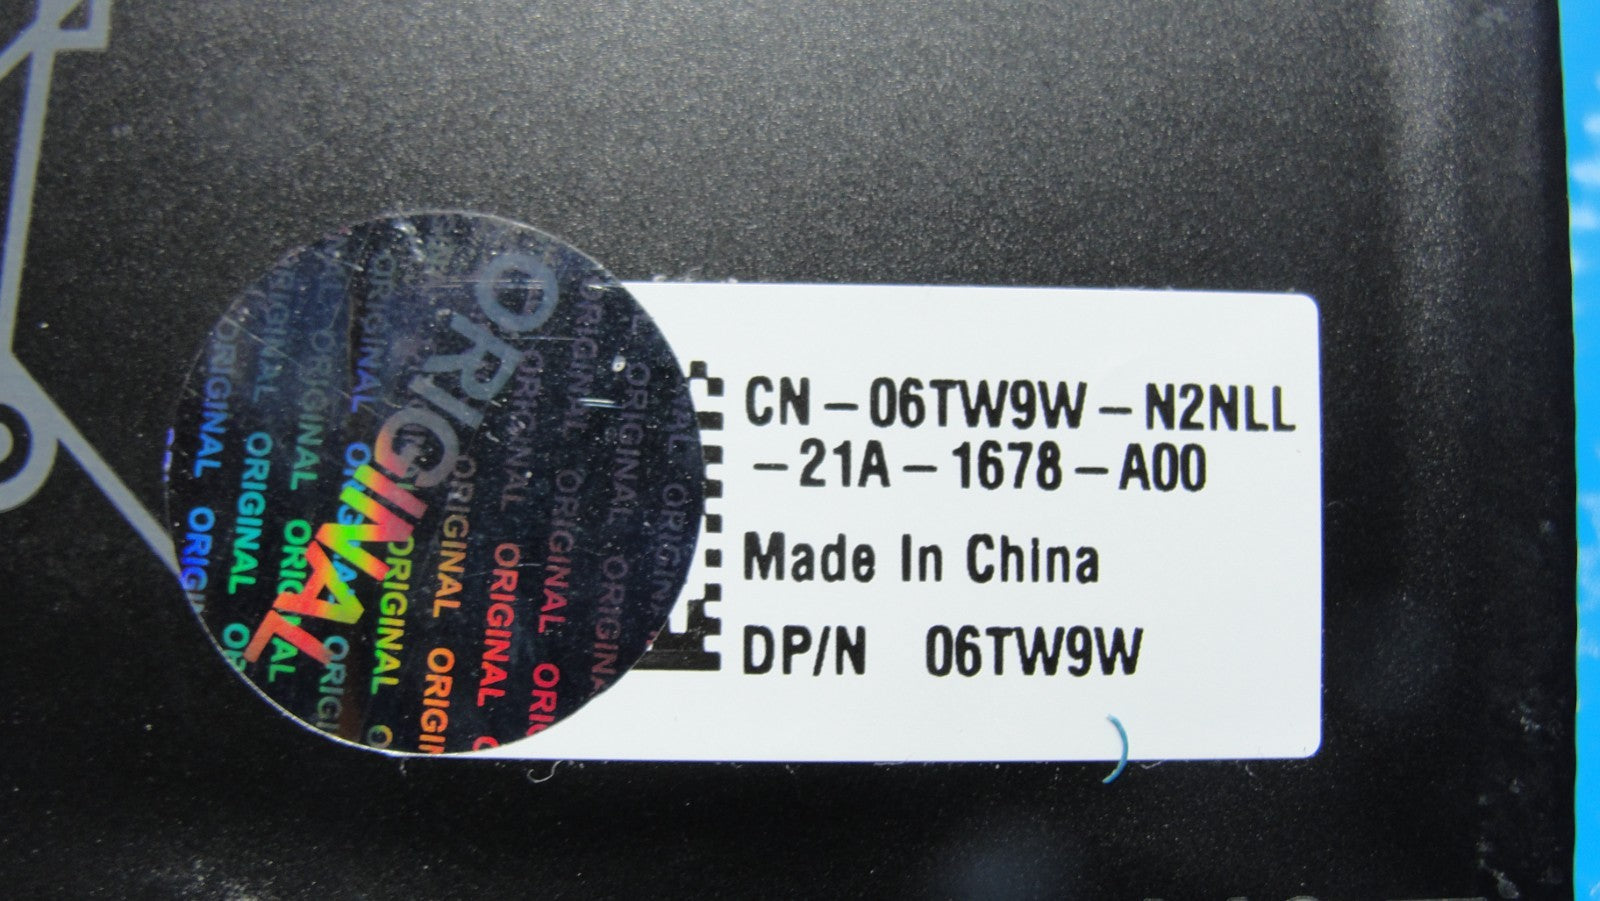 CN-06TW9W-N2NLL
-21A-1678-A00
Made In China
DP/N 06TW9W
ORIGINAL